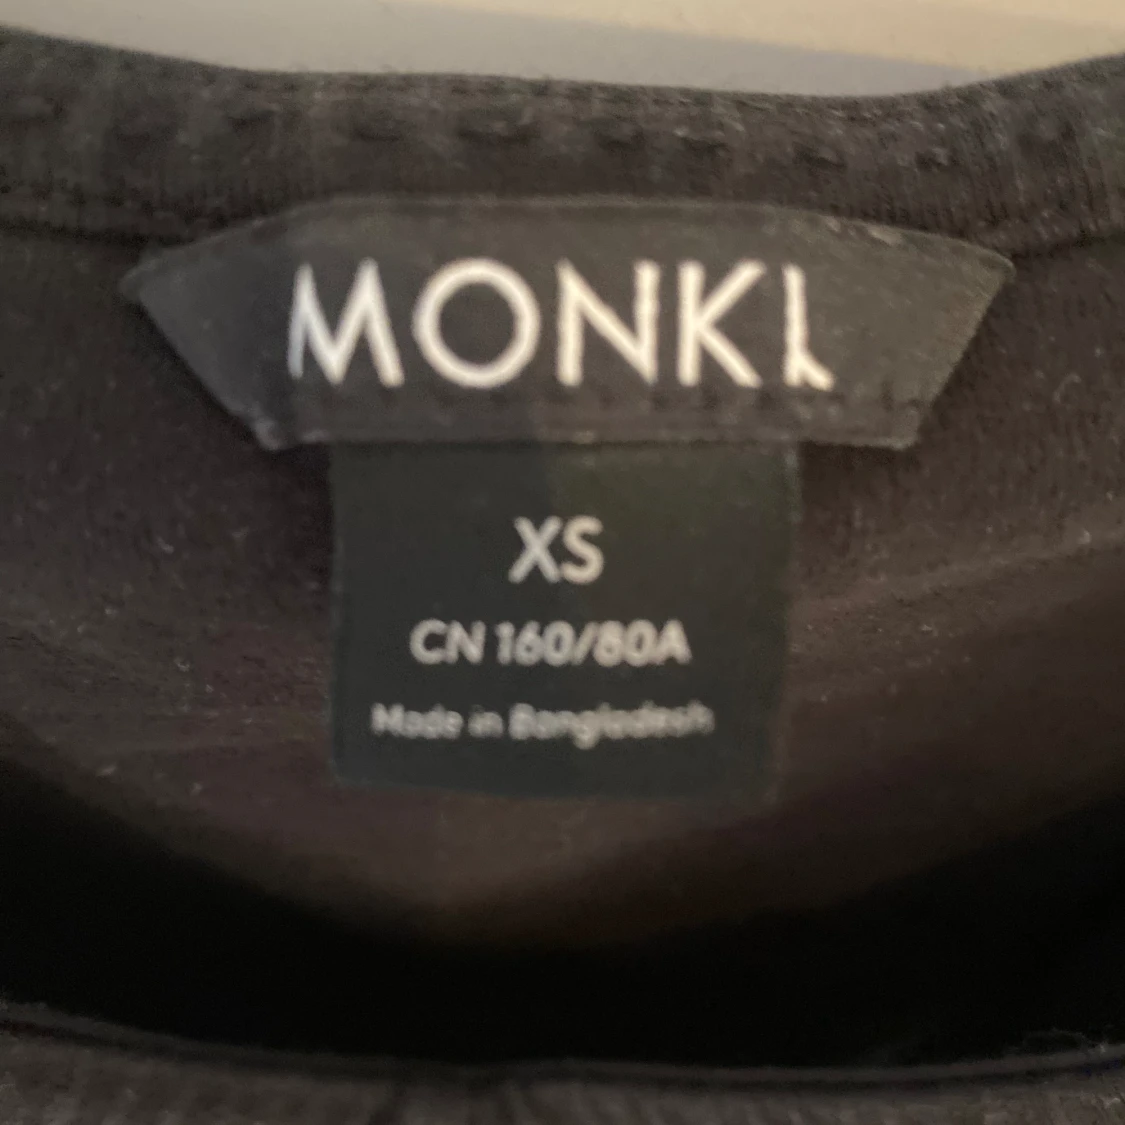 MONKI
XS
CN 160/80A
Made in Bangladesh